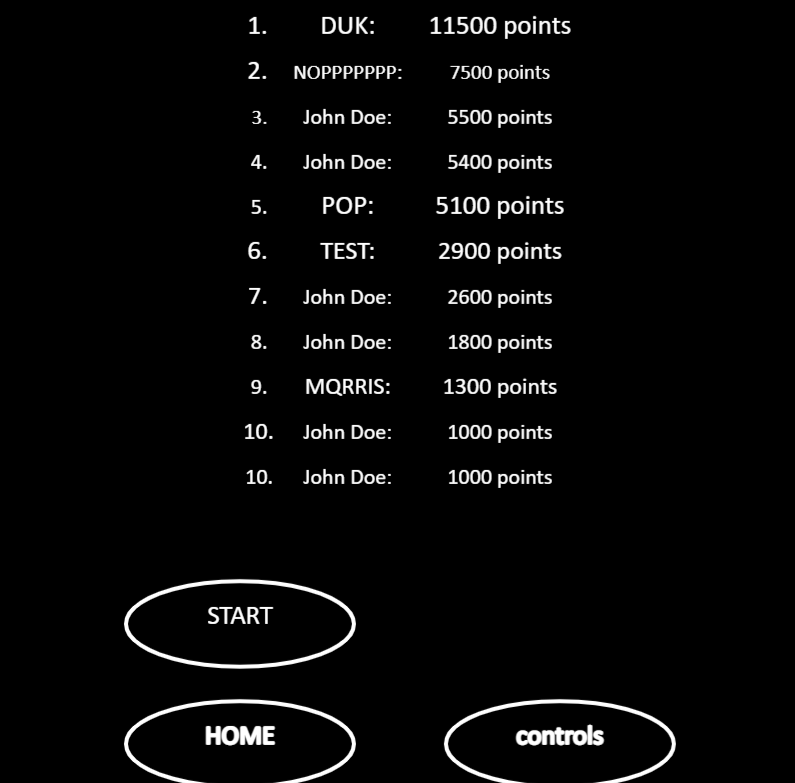 1. DUK: 11500 points
2. NOPPPPPPP: 7500 points
3. John Doe: 5500 points
4. John Doe: 5400 points
5. POP: 5100 points
6. TEST: 2900 points
7. John Doe: 2600 points
8. John Doe: 1800 points
9. MQRRIS: 1300 points
10. John Doe: 1000 points
10. John Doe: 1000 points
START
HOME controls